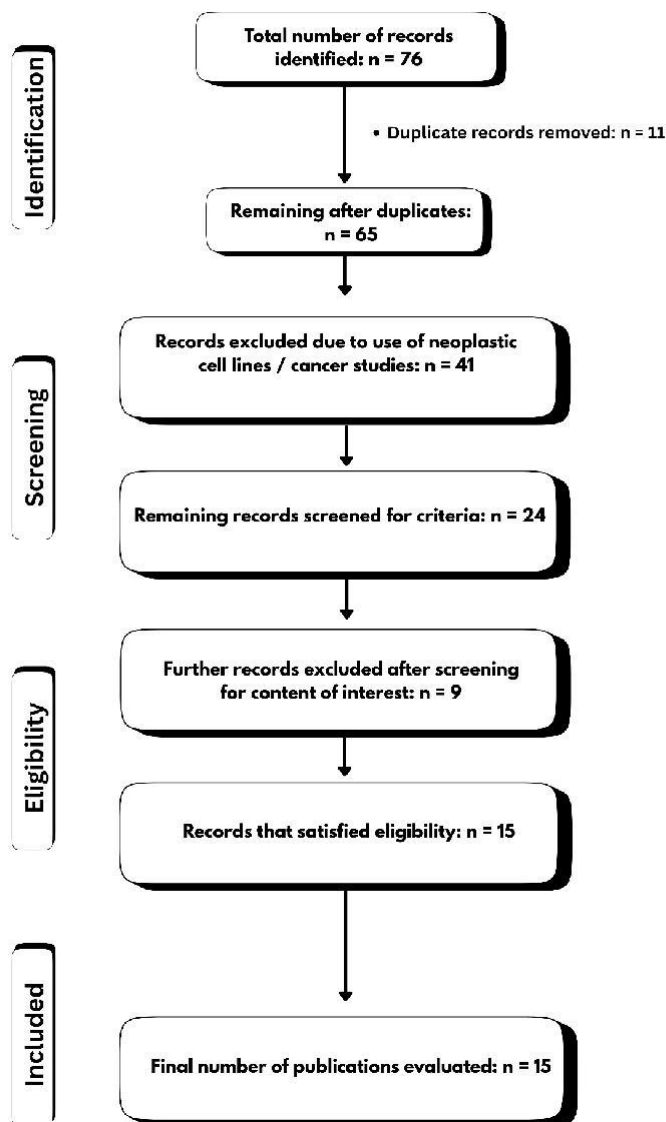 Identification
Total number of records
identified: n = 76
• Duplicate records removed: n = 11
Remaining after duplicates:
n = 65
Screening
Records excluded due to use of neoplastic
cell lines / cancer studies: n = 41
Remaining records screened for criteria: n = 24
Eligibility
Further records excluded after screening
for content of interest: n = 9
Records that satisfied eligibility: n = 15
Included
Final number of publications evaluated: n = 15